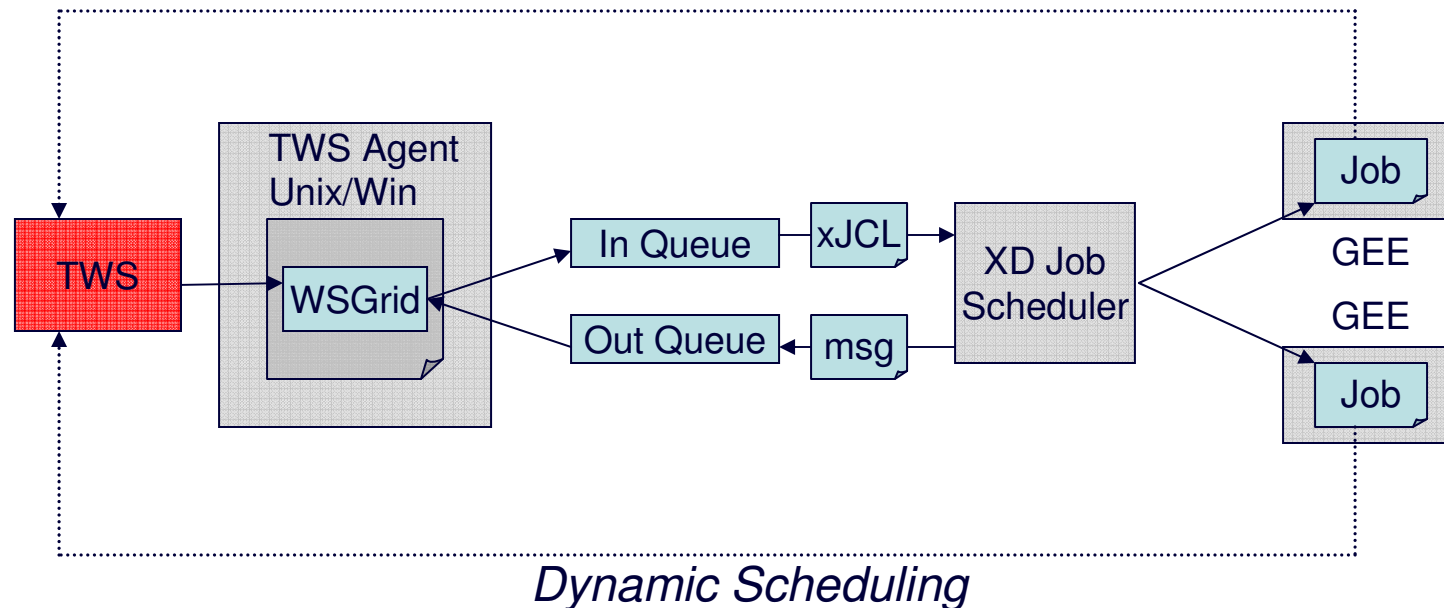 TWS
TWS Agent
Unix/Win
WSGrid
In Queue
Out Queue
xJCL
msg
XD Job
Scheduler
Job
GEE
GEE
Job
Dynamic Scheduling